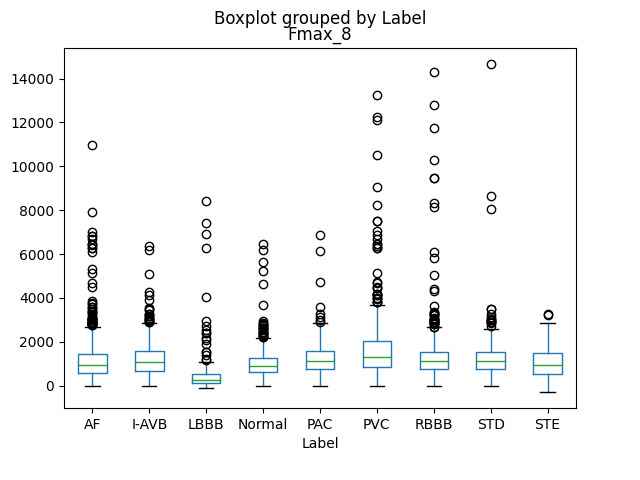 Boxplot grouped by Label
Fmax_8
14000
12000
10000
8000
6000
4000
2000
0
AF I-AVB LBBB Normal PAC PVC RBBB STD STE
Label